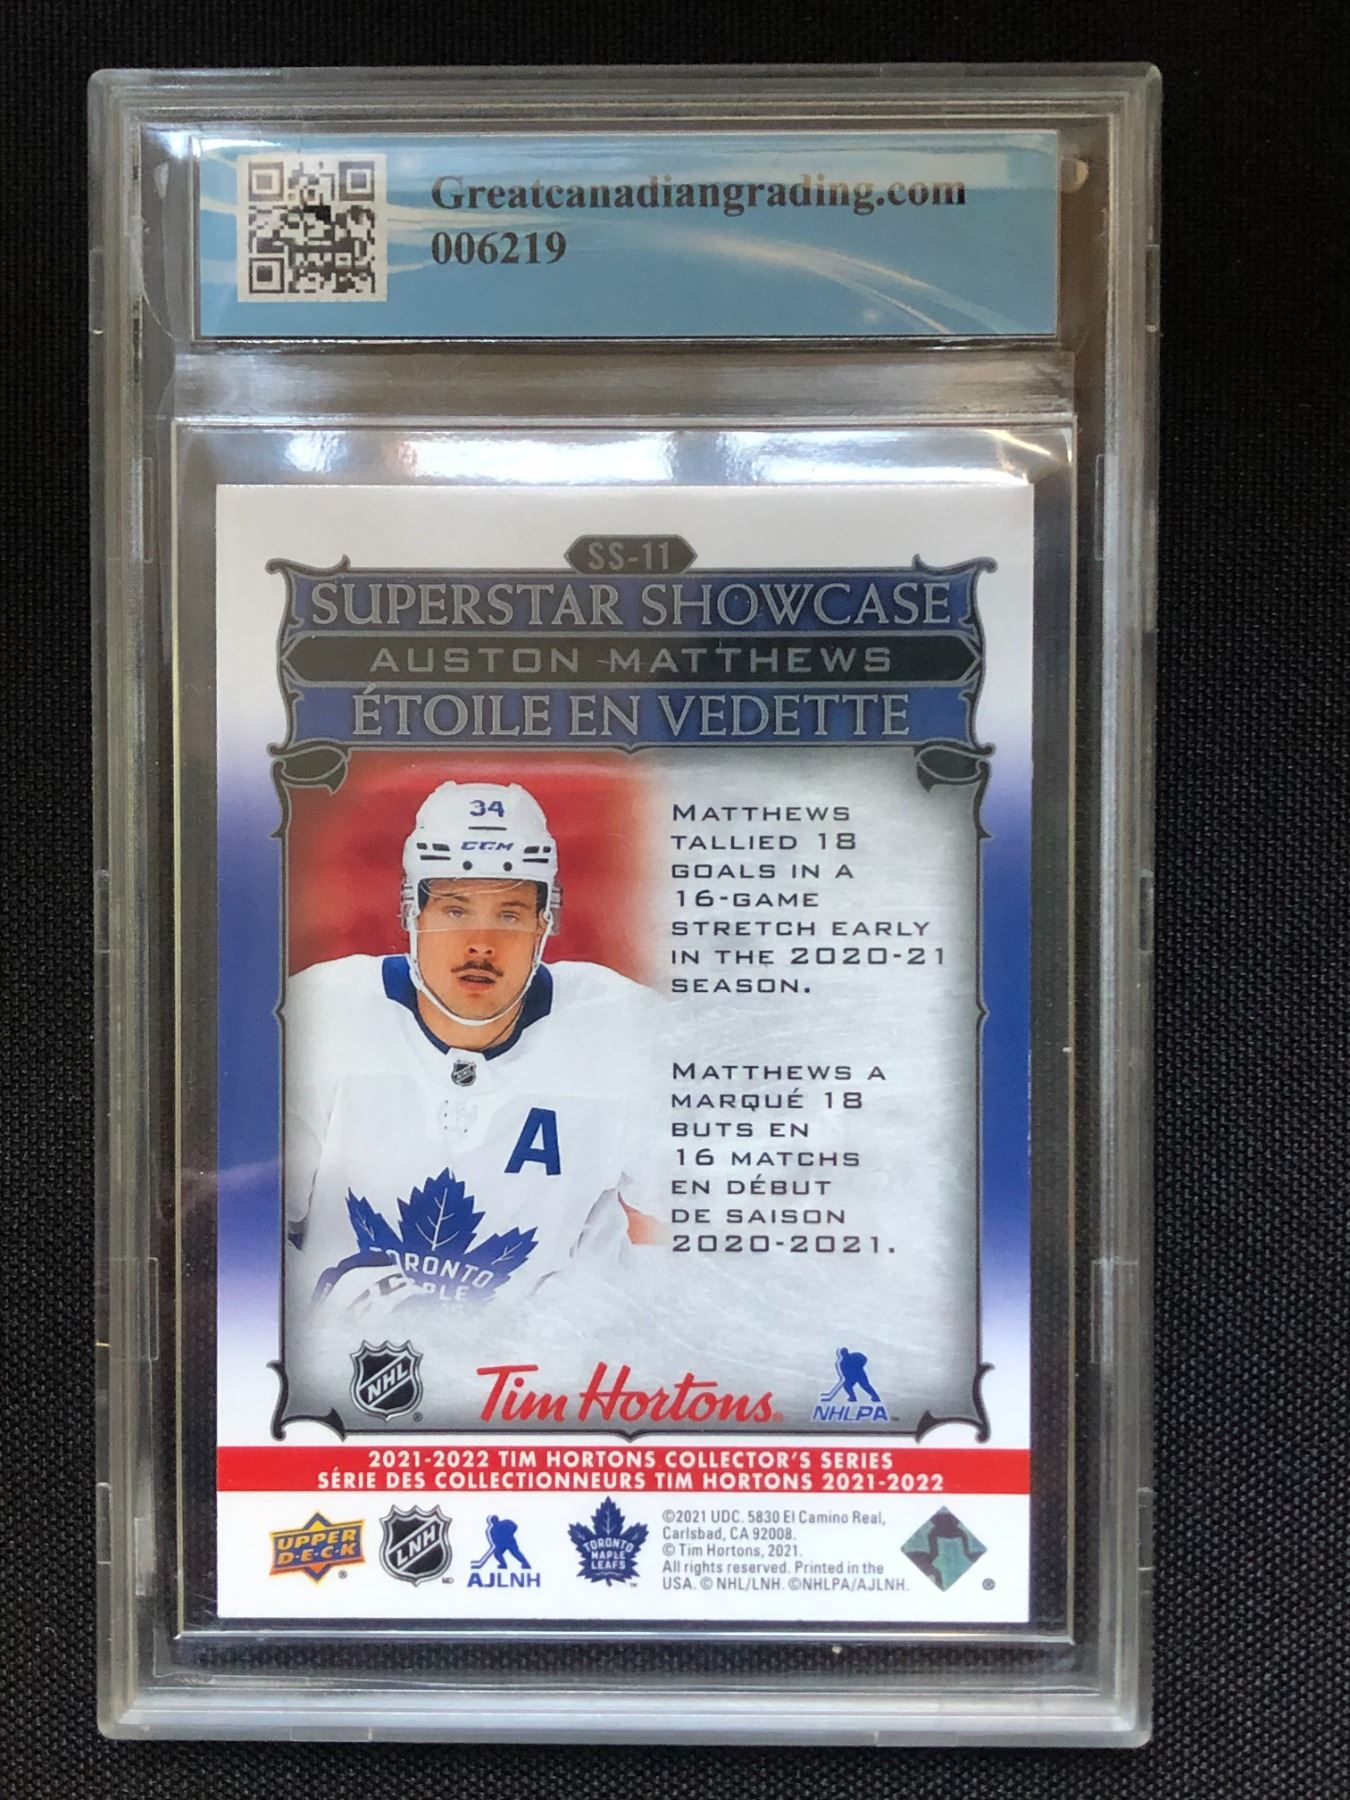 Greatcanadiangrading.com
006219
SS-11
SUPERSTAR SHOWCASE
AUSTON MATTHEWS
ÉTOILE EN VEDETTE
34
CCM
MATTHEWS
TALLIED 18
GOALS IN A
16-GAME
STRETCH EARLY
IN THE 2020-21
SEASON.
MATTHEWS A
MARQUÉ 18
BUTS EN
16 MATCHS
EN DÉBUT
DE SAISON
2020-2021.
A
TORONTO
MAPLE
NHL
Tim Hortons
NHLPA
2021-2022 TIM HORTONS COLLECTOR'S SERIES
SÉRIE DES COLLECTIONNEURS TIM HORTONS 2021-2022
UPPER
D·E·C·K
LNH
AJLNH
TORONTO
MAPLE
LEAFS
©2021 UDC. 5830 El Camino Real,
Carlsbad, CA 92008.
© Tim Hortons, 2021.
All rights reserved. Printed in the
USA. © NHL/LNH. ©NHLPA/AJLNH.